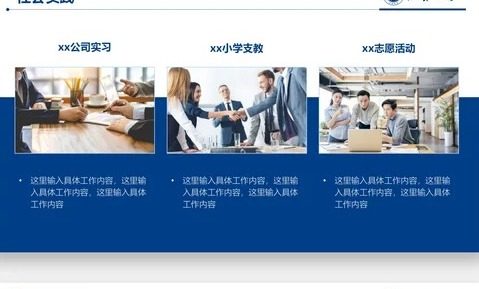 社会实践
xx公司实习
xx小学支教
xx志愿活动
• 这里输入具体工作内容，这里输
入具体工作内容，这里输入具体
工作内容
• 这里输入具体工作内容，这里输
入具体工作内容，这里输入具体
工作内容
• 这里输入具体工作内容，这里输
入具体工作内容，这里输入具体
工作内容